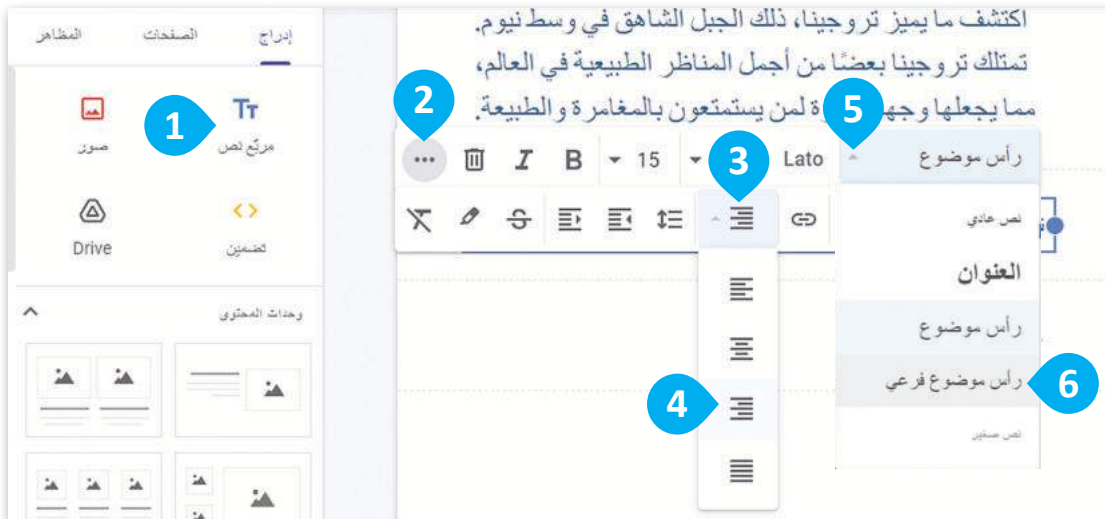 اكتشف ما يميز تروجينا، ذلك الجبل الشاهق في وسط نيوم.
تمتلك تروجينا بعضًا من أجمل المناظر الطبيعية في العالم،
مما يجعلها وجه ة لمن يستمتعون بالمغامرة والطبيعة.
إدراج الصفحات المظاهر
1
مربّع نص صور
تضمين Drive
وحدات المحتوى
2
5
رأس موضوع Lato 15 B I
3
نص عادي
العنوان
رأس موضوع
رأس موضوع فرعي 6
4
نص صغير